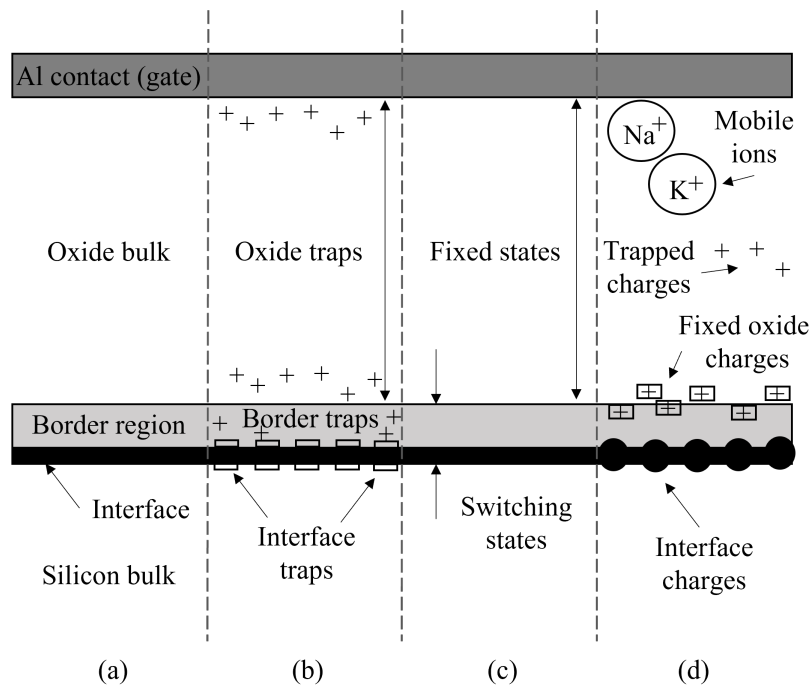 Al contact (gate)
Na+
K+
Mobile
ions
Oxide bulk
Oxide traps
Fixed states
Trapped
charges
Fixed oxide
charges
Border region
Border traps
Interface
Interface
traps
Switching
states
Interface
charges
Silicon bulk
(a)
(b)
(c)
(d)